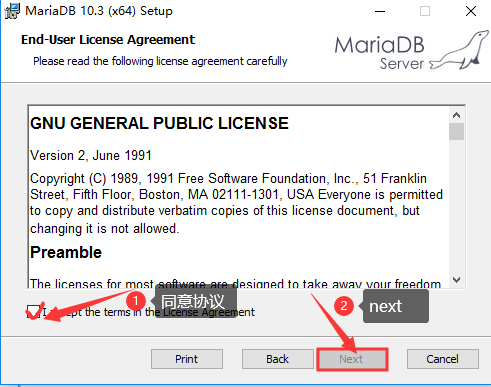 MariaDB 10.3 (x64) Setup
End-User License Agreement
Please read the following license agreement carefully
MariaDB
Server
GNU GENERAL PUBLIC LICENSE
Version 2, June 1991
Copyright (C) 1989, 1991 Free Software Foundation, Inc., 51 Franklin
Street, Fifth Floor, Boston, MA 02111-1301, USA Everyone is permitted
to copy and distribute verbatim copies of this license document, but
changing it is not allowed.
Preamble
The licenses for most software are designed to take away your freedom
1 同意协议
2 next
I accept the terms in the License Agreement
Print
Back
Next
Cancel